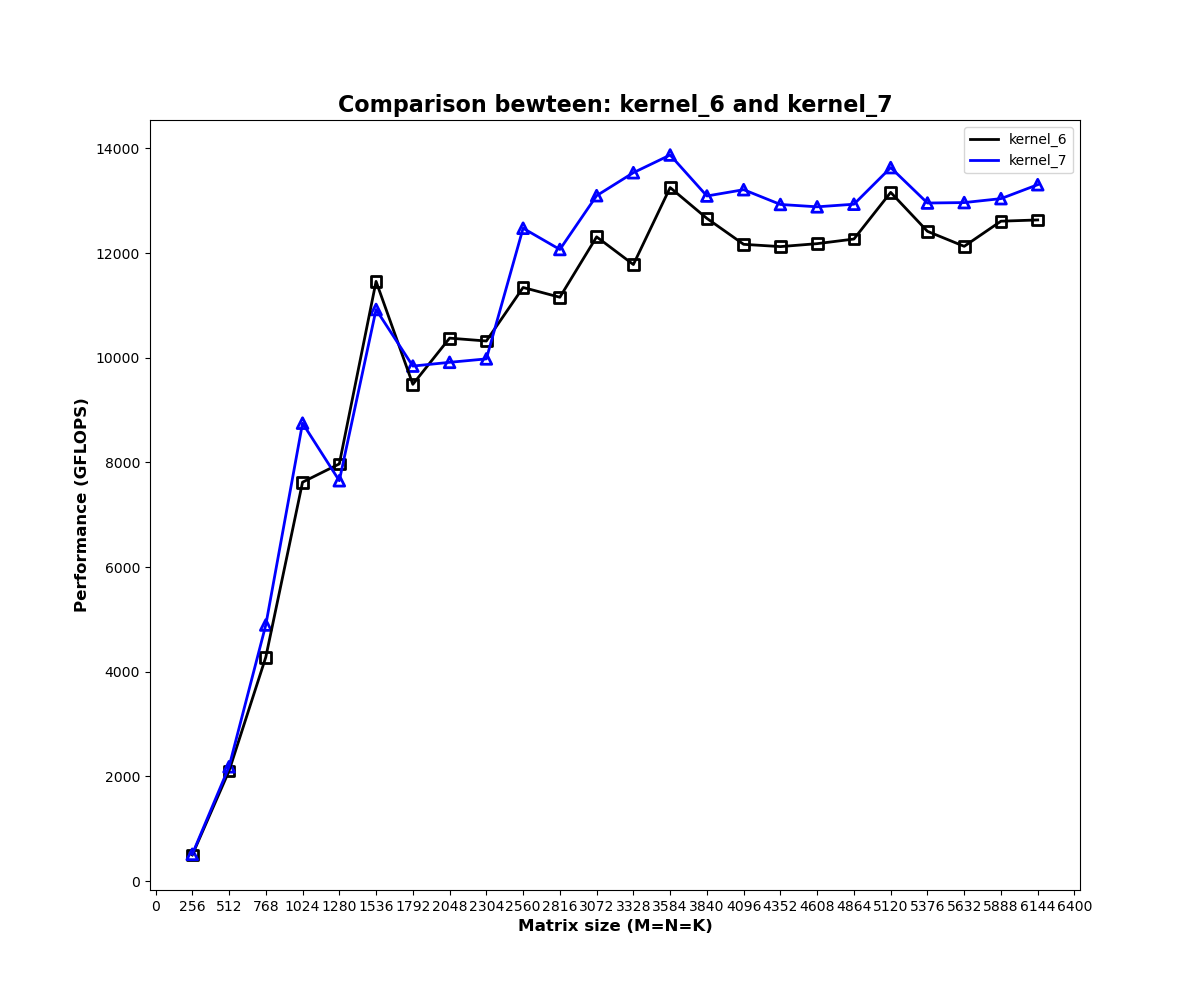 Comparison bewteen: kernel_6 and kernel_7
kernel_6
kernel_7
14000
12000
10000
8000
6000
4000
2000
0
Performance (GFLOPS)
0 256 512 768 1024 1280 1536 1792 2048 2304 2560 2816 3072 3328 3584 3840 4096 4352 4608 4864 5120 5376 5632 5888 6144 6400
Matrix size (M=N=K)